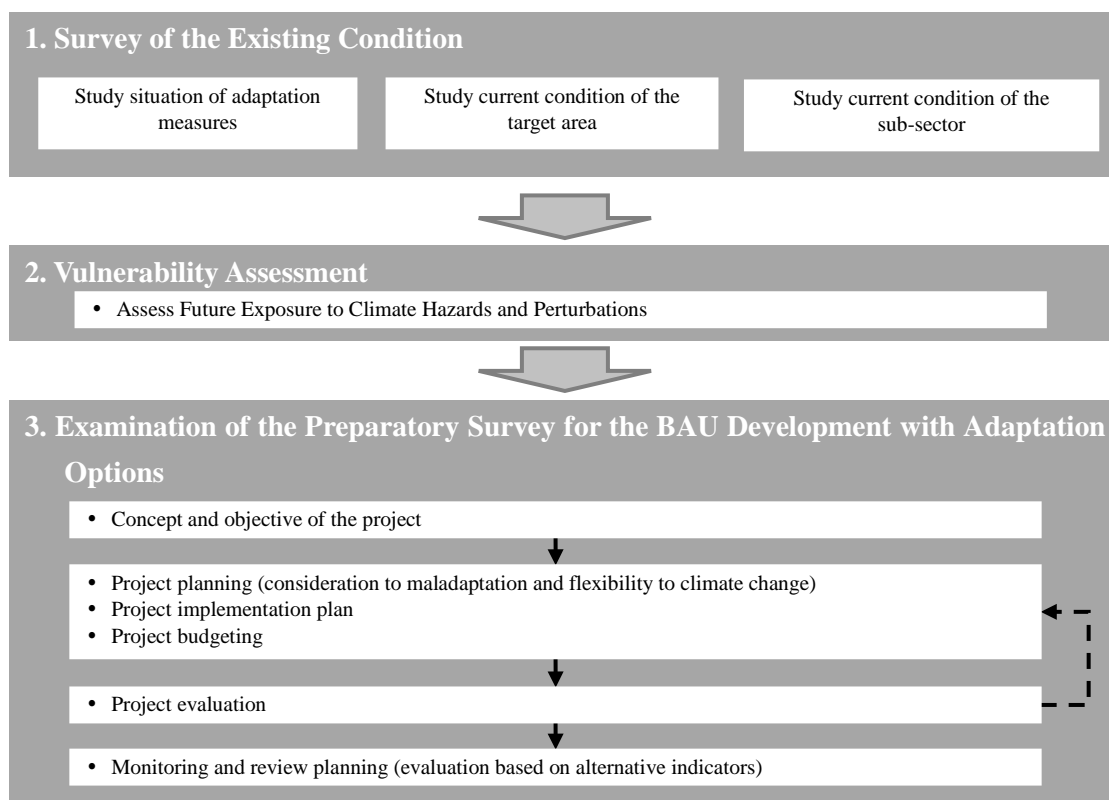 1. Survey of the Existing Condition
Study situation of adaptation
measures
Study current condition of the
target area
Study current condition of the
sub-sector
2. Vulnerability Assessment
• Assess Future Exposure to Climate Hazards and Perturbations
3. Examination of the Preparatory Survey for the BAU Development with Adaptation
Options
• Concept and objective of the project
• Project planning (consideration to maladaptation and flexibility to climate change)
• Project implementation plan
• Project budgeting
• Project evaluation
• Monitoring and review planning (evaluation based on alternative indicators)